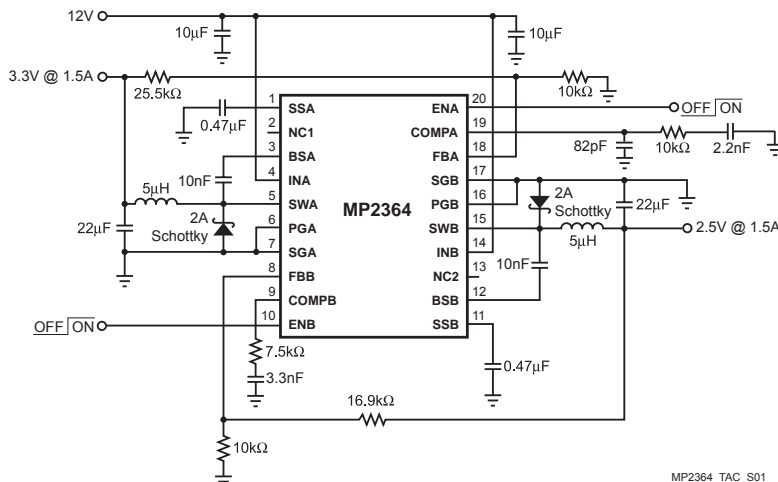 12V
10µF
10µF
3.3V @ 1.5A
25.5kΩ
10kΩ
0.47µF
1 SSA
2 NC1
3 BSA
4 INA
5 SWA
6 PGA
7 SGA
8 FBB
9 COMPB
10 ENB
MP2364
20 ENA
19 COMPA
18 FBA
17 SGB
16 PGB
15 SWB
14 INB
13 NC2
12 BSB
11 SSB
OFF ON
82pF
10kΩ
2.2nF
10nF
5µH
22µF
2A
Schottky
2A
Schottky
22µF
2.5V @ 1.5A
5µH
10nF
OFF ON
7.5kΩ
3.3nF
0.47µF
16.9kΩ
10kΩ
MP2364_TAC_S01